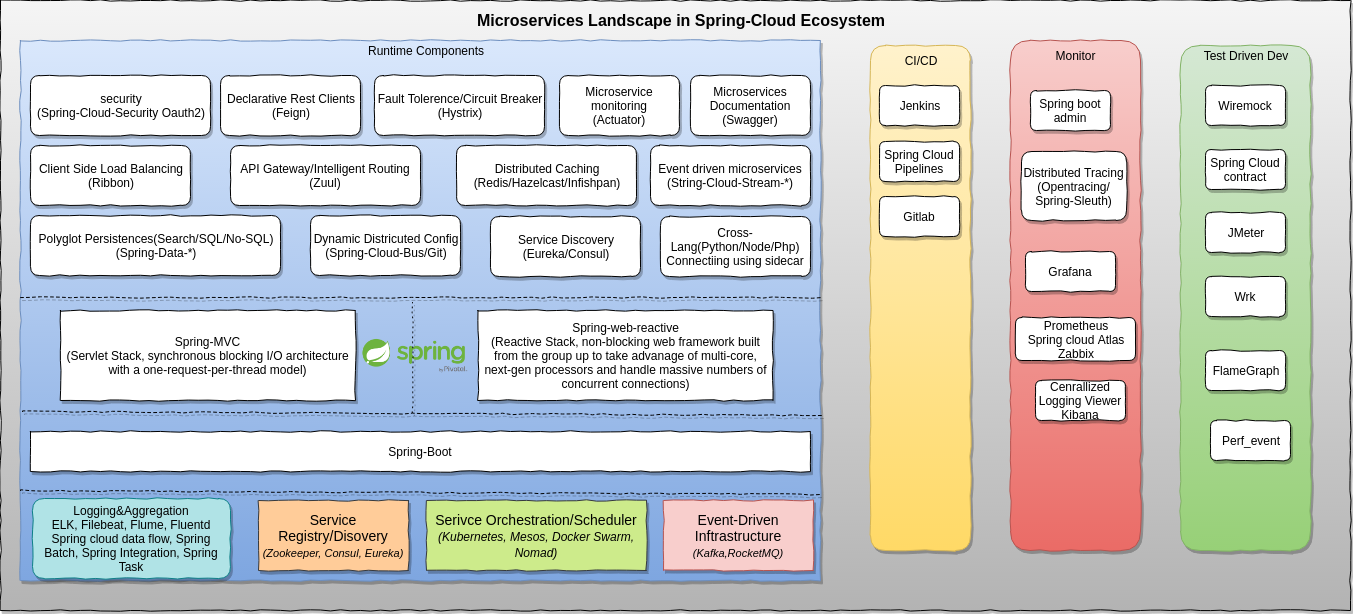 Microservices Landscape in Spring-Cloud Ecosystem
Runtime Components
security
(Spring-Cloud-Security Oauth2)
Declarative Rest Clients
(Feign)
Fault Tolerence/Circuit Breaker
(Hystrix)
Microservice
monitoring
(Actuator)
Microservices
Documentation
(Swagger)
Client Side Load Balancing
(Ribbon)
API Gateway/Intelligent Routing
(Zuul)
Distributed Caching
(Redis/Hazelcast/Infishpan)
Event driven microservices
(String-Cloud-Stream-*)
Polyglot Persistences(Search/SQL/No-SQL)
(Spring-Data-*)
Dynamic Districuted Config
(Spring-Cloud-Bus/Git)
Service Discovery
(Eureka/Consul)
Cross-
Lang(Python/Node/Php)
Connectiing using sidecar
Spring-MVC
(Servlet Stack, synchronous blocking I/O architecture
with a one-request-per-thread model)
spring
by Pivotal.
Spring-web-reactive
(Reactive Stack, non-blocking web framework built
from the group up to take advanage of multi-core,
next-gen processors and handle massive numbers of
concurrent connections)
Spring-Boot
Logging&Aggregation
ELK, Filebeat, Flume, Fluentd
Spring cloud data flow, Spring
Batch, Spring Integration, Spring
Task
Service
Registry/Disovery
(Zookeeper, Consul, Eureka)
Serivce Orchestration/Scheduler
(Kubernetes, Mesos, Docker Swarm,
Nomad)
Event-Driven
Inftrastructure
(Kafka,RocketMQ)
CI/CD
Jenkins
Spring Cloud
Pipelines
Gitlab
Monitor
Spring boot
admin
Distributed Tracing
(Opentracing/
Spring-Sleuth)
Grafana
Prometheus
Spring cloud Atlas
Zabbix
Cenrallized
Logging Viewer
Kibana
Test Driven Dev
Wiremock
Spring Cloud
contract
JMeter
Wrk
FlameGraph
Perf_event